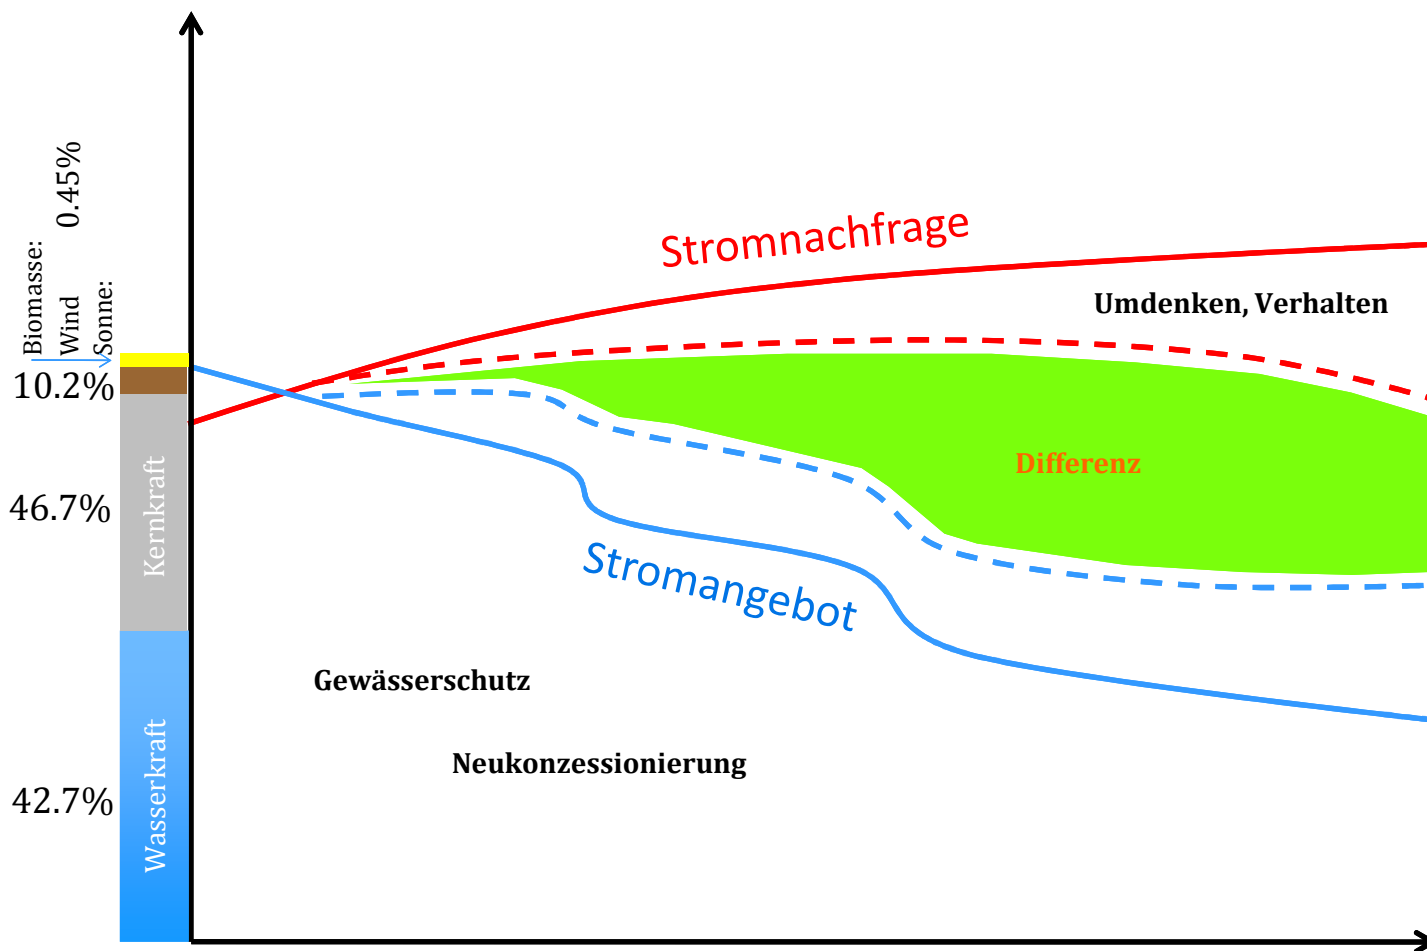 Biomasse:
Wind 0.45%
Sonne:
10.2%
46.7%
42.7%
Kernkraft
Wasserkraft
Stromnachfrage
Umdenken, Verhalten
Differenz
Stromangebot
Gewässerschutz
Neukonzessionierung